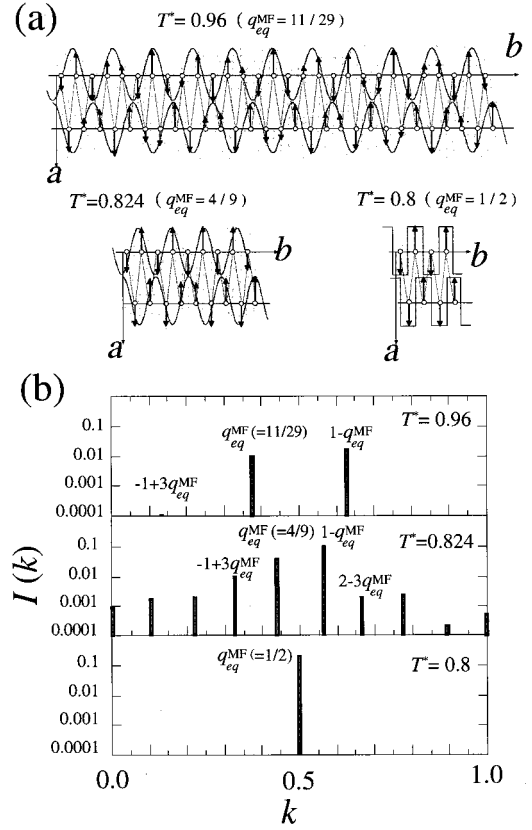 (a)
T*=0.96 ( q_eq^MF = 11 / 29 )
b
a
T*=0.824 ( q_eq^MF = 4 / 9 )
T*=0.8 ( q_eq^MF = 1 / 2 )
b
b
a
a
(b)
T*= 0.96
q_eq^MF (=11/29)
1-q_eq^MF
-1+3q_eq^MF
0.1
0.01
0.001
0.0001
T*=0.824
q_eq^MF (=4/9)
1-q_eq^MF
-1+3q_eq^MF
2-3q_eq^MF
0.1
0.01
0.001
0.0001
T*=0.8
q_eq^MF (=1/2)
0.1
0.01
0.001
0.0001
I (k)
0.0
0.5
1.0
k